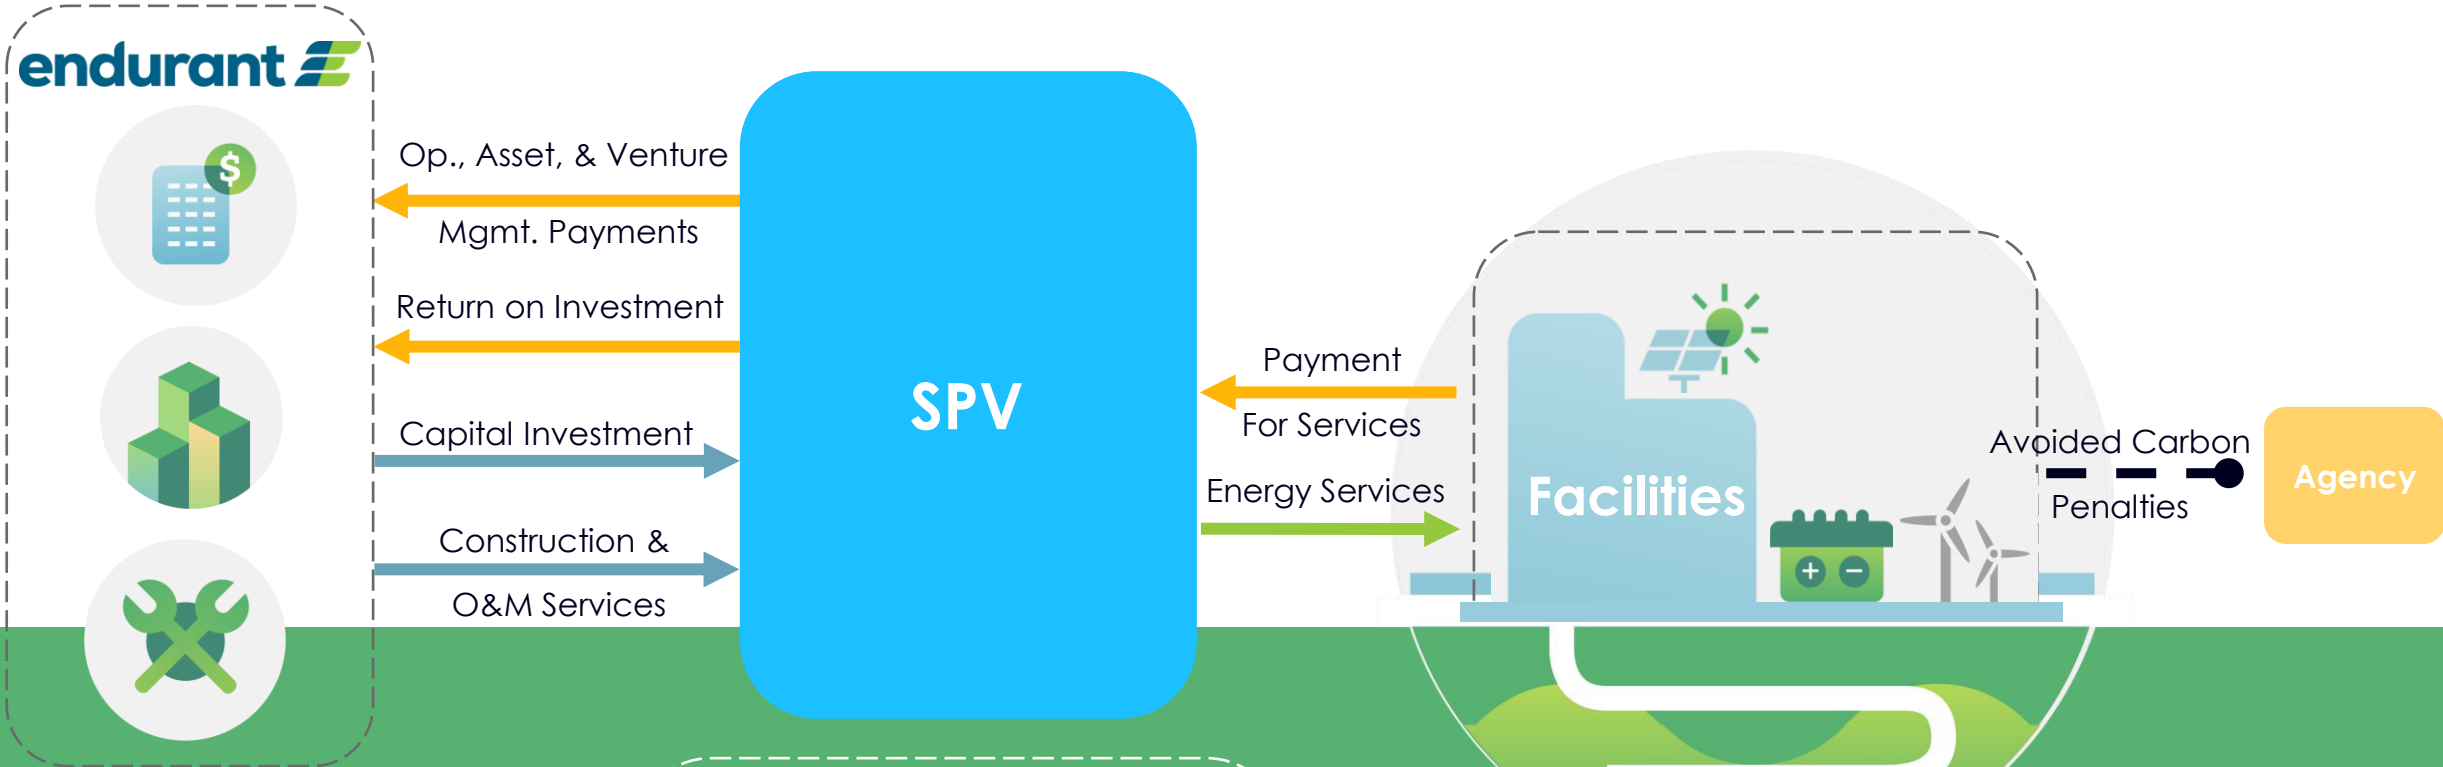 endurant
Op., Asset, & Venture
Mgmt. Payments
Return on Investment
Capital Investment
Construction &
O&M Services
SPV
Payment
For Services
Energy Services
$
Facilities
+ −
Avoided Carbon
Penalties
Agency